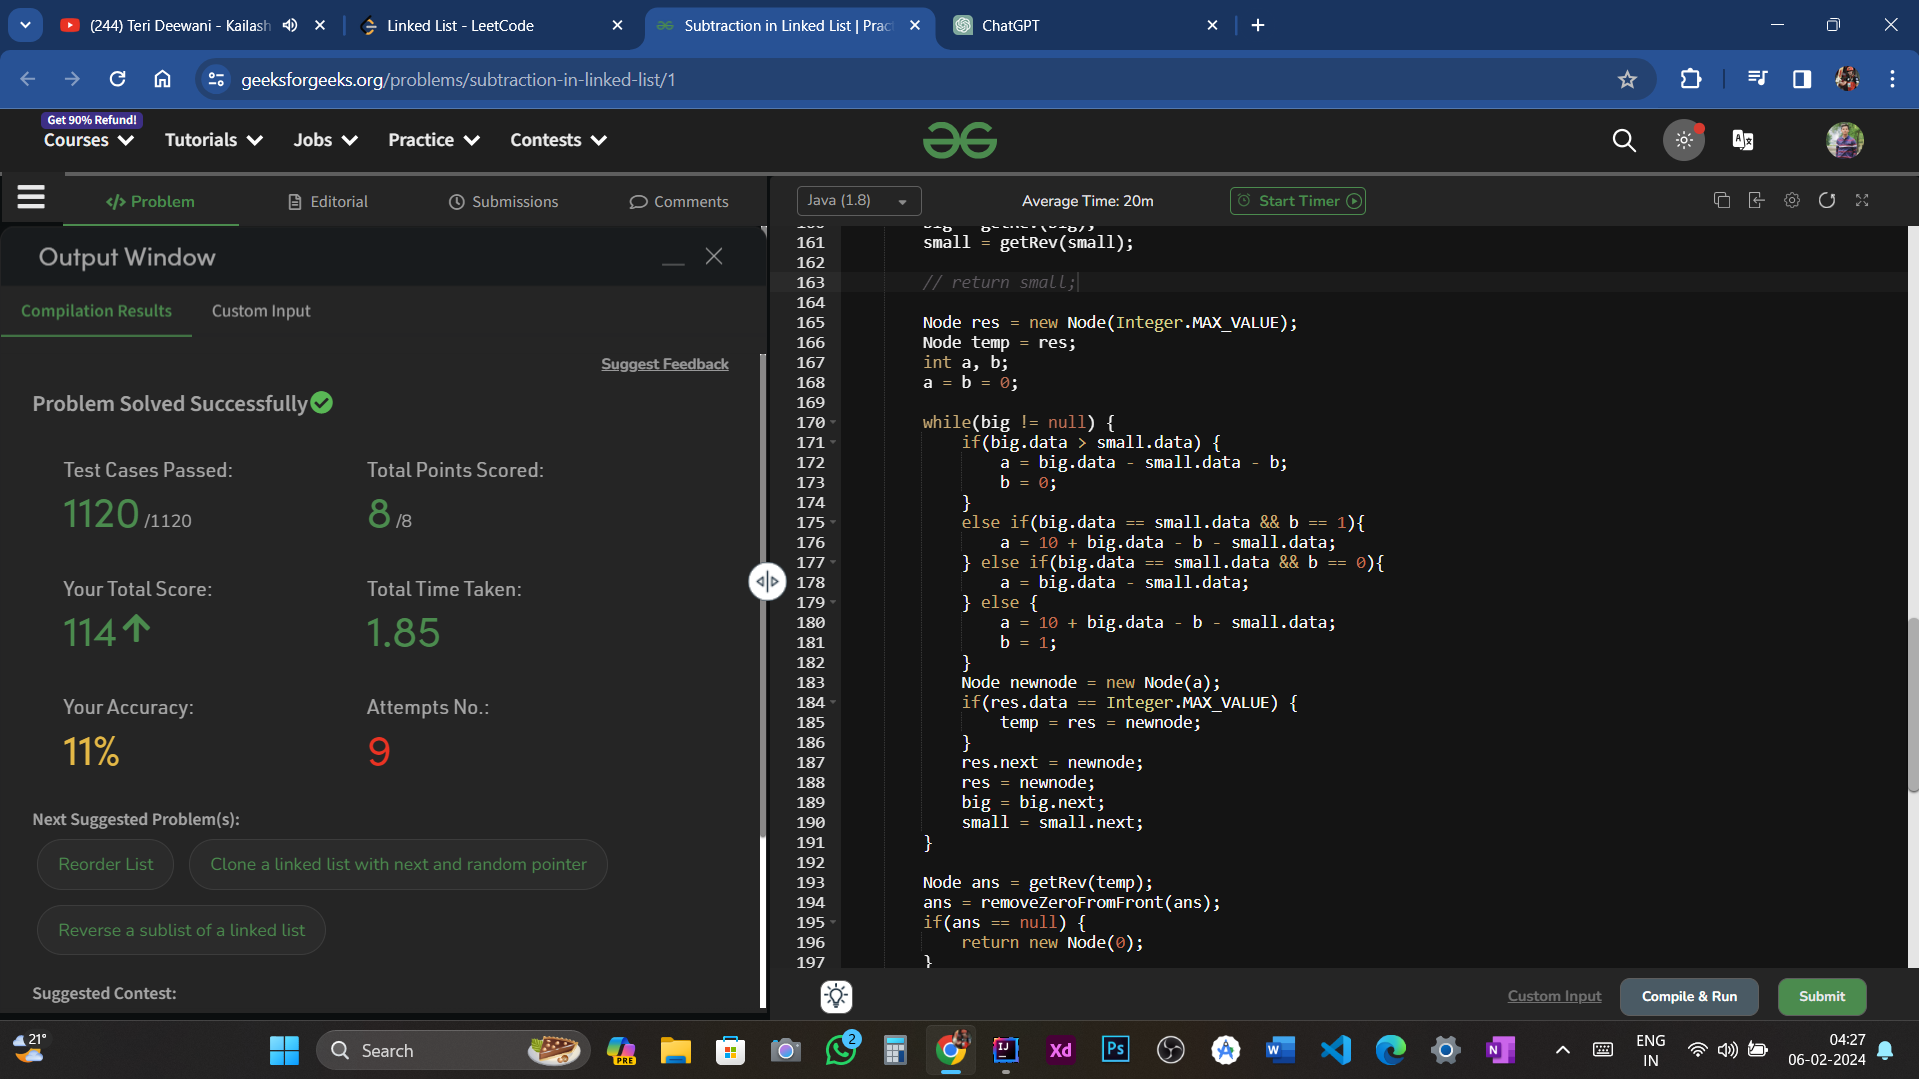 (244) Teri Deewani - Kailash
Linked List - LeetCode
Subtraction in Linked List | Prac
ChatGPT
geeksforgeeks.org/problems/subtraction-in-linked-list/1
Get 90% Refund!
Courses
Tutorials
Jobs
Practice
Contests
</> Problem
Editorial
Submissions
Comments
Java (1.8)
Average Time: 20m
Start Timer
Output Window
Compilation Results
Custom Input
Suggest Feedback
Problem Solved Successfully
Test Cases Passed:
1120 /1120
Total Points Scored:
8 /8
Your Total Score:
114
Total Time Taken:
1.85
Your Accuracy:
11%
Attempts No.:
9
Next Suggested Problem(s):
Reorder List
Clone a linked list with next and random pointer
Reverse a sublist of a linked list
Suggested Contest:
160 big = getRev(big);
161 small = getRev(small);
162
163 // return small;
164
165 Node res = new Node(Integer.MAX_VALUE);
166 Node temp = res;
167 int a, b;
168 a = b = 0;
169
170 while(big != null) {
171 if(big.data > small.data) {
172 a = big.data - small.data - b;
173 b = 0;
174 }
175 else if(big.data == small.data && b == 1){
176 a = 10 + big.data - b - small.data;
177 } else if(big.data == small.data && b == 0){
178 a = big.data - small.data;
179 } else {
180 a = 10 + big.data - b - small.data;
181 b = 1;
182 }
183 Node newnode = new Node(a);
184 if(res.data == Integer.MAX_VALUE) {
185 temp = res = newnode;
186 }
187 res.next = newnode;
188 res = newnode;
189 big = big.next;
190 small = small.next;
191 }
192
193 Node ans = getRev(temp);
194 ans = removeZeroFromFront(ans);
195 if(ans == null) {
196 return new Node(0);
197 }
Custom Input
Compile & Run
Submit
21°
Search
PRE
2
IJ
Xd
Ps
W
N
ENG
IN
04:27
06-02-2024